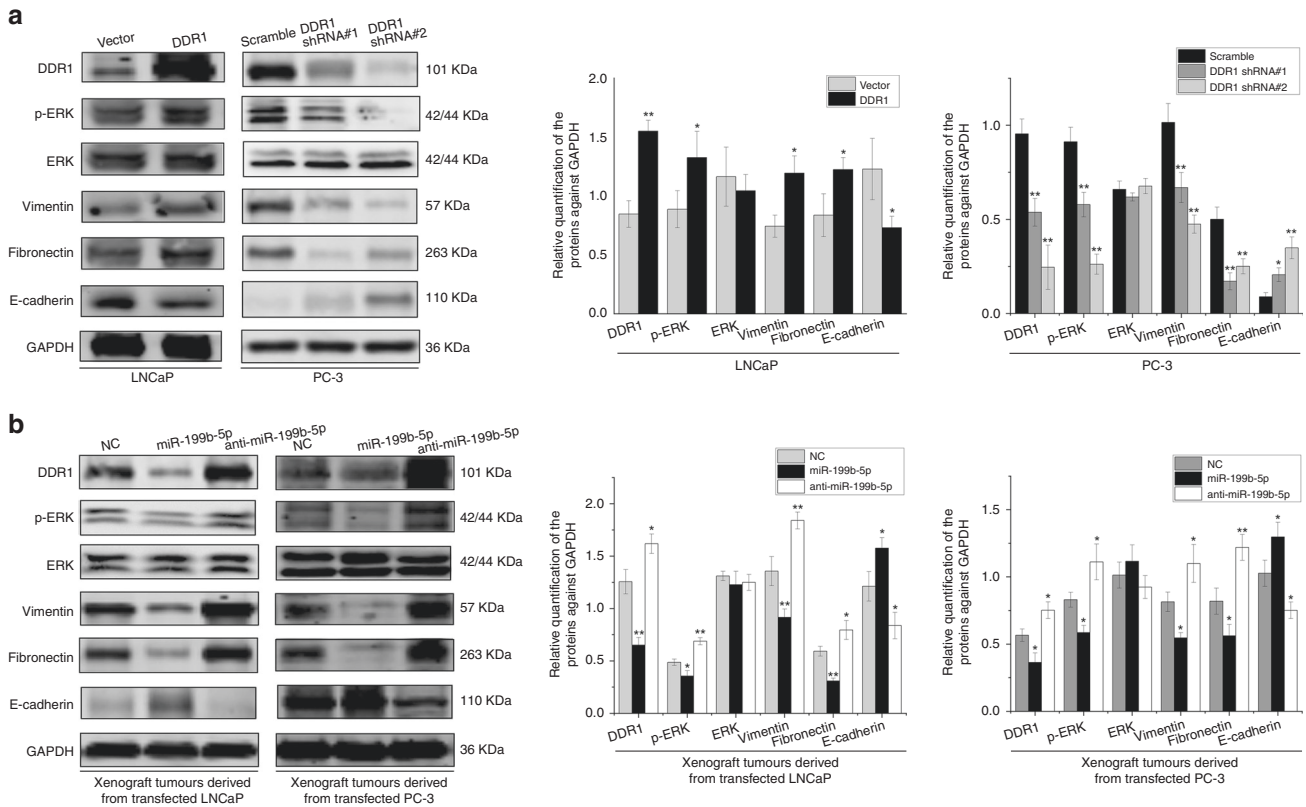 a
Vector DDR1
Scramble DDR1 shRNA#1 DDR1 shRNA#2
DDR1 101 KDa
p-ERK 42/44 KDa
ERK 42/44 KDa
Vimentin 57 KDa
Fibronectin 263 KDa
E-cadherin 110 KDa
GAPDH 36 KDa
LNCaP PC-3
Relative quantification of the
proteins against GAPDH
2.0
1.5
1.0
0.5
0.0
Vector
DDR1
** * * * *
DDR1 p-ERK ERK Vimentin Fibronectin E-cadherin
LNCaP
Relative quantification of the
proteins against GAPDH
1.0
0.5
0.0
Scramble
DDR1 shRNA#1
DDR1 shRNA#2
** ** ** ** ** ** ** ** * **
DDR1 p-ERK ERK Vimentin Fibronectin E-cadherin
PC-3
b
NC miR-199b-5p anti-miR-199b-5p
NC miR-199b-5p anti-miR-199b-5p
DDR1 101 KDa
p-ERK 42/44 KDa
ERK 42/44 KDa
Vimentin 57 KDa
Fibronectin 263 KDa
E-cadherin 110 KDa
GAPDH 36 KDa
Xenograft tumours derived
from transfected LNCaP
Xenograft tumours derived
from transfected PC-3
Relative quantification of the
proteins against GAPDH
2.0
1.5
1.25
1.0
0.5
0.0
NC
miR-199b-5p
anti-miR-199b-5p
** * * ** ** ** ** * * *
DDR1 p-ERK ERK Vimentin Fibronectin E-cadherin
Xenograft tumours derived
from transfected LNCaP
Relative quantification of the
proteins against GAPDH
1.5
1.0
0.5
0.0
NC
miR-199b-5p
anti-miR-199b-5p
* * * * * * * ** * *
DDR1 p-ERK ERK Vimentin Fibronectin E-cadherin
Xenograft tumours derived
from transfected PC-3